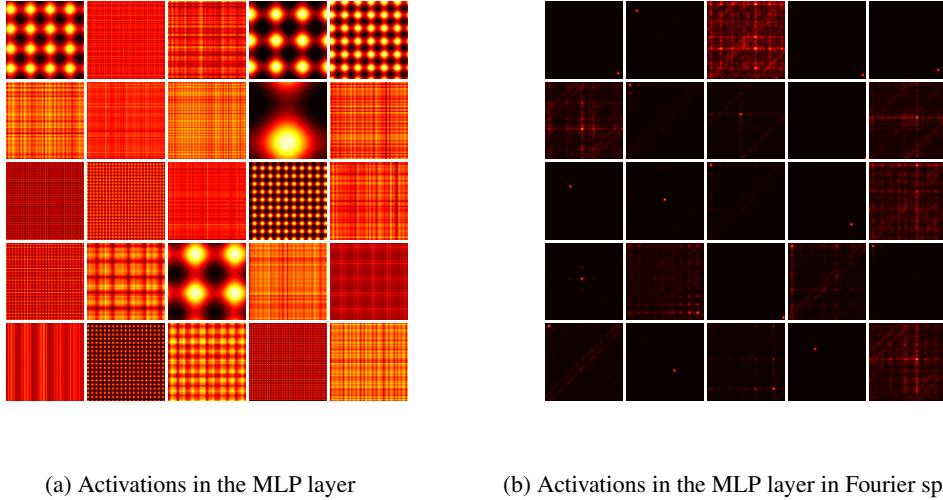 (a) Activations in the MLP layer
(b) Activations in the MLP layer in Fourier sp